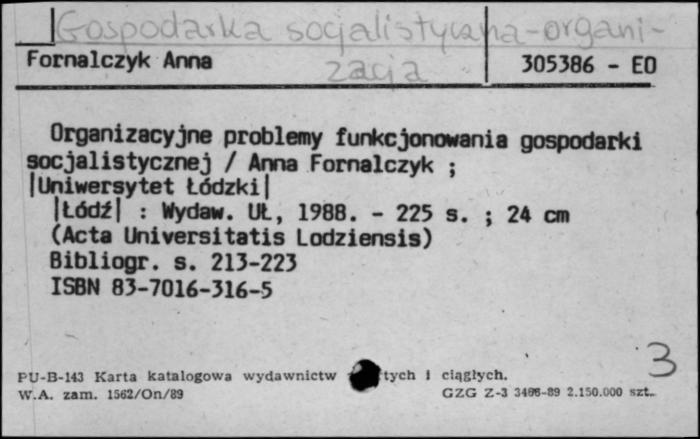 Gospodarka socjalistyczna-organi-
zacja
Fornalczyk Anna
305386 - EO
Organizacyjne problemy funkcjonowania gospodarki
socjalistycznej / Anna Fornalczyk ;
|Uniwersytet Łódzki|
|Łódź| : Wydaw. UŁ, 1988. - 225 s. ; 24 cm
(Acta Universitatis Lodziensis)
Bibliogr. s. 213-223
ISBN 83-7016-316-5
3
PU-B-143 Karta katalogowa wydawnictw tych i ciągłych.
W.A. zam. 1562/On/89
GZG Z-3 -89 2.150.000 szt.